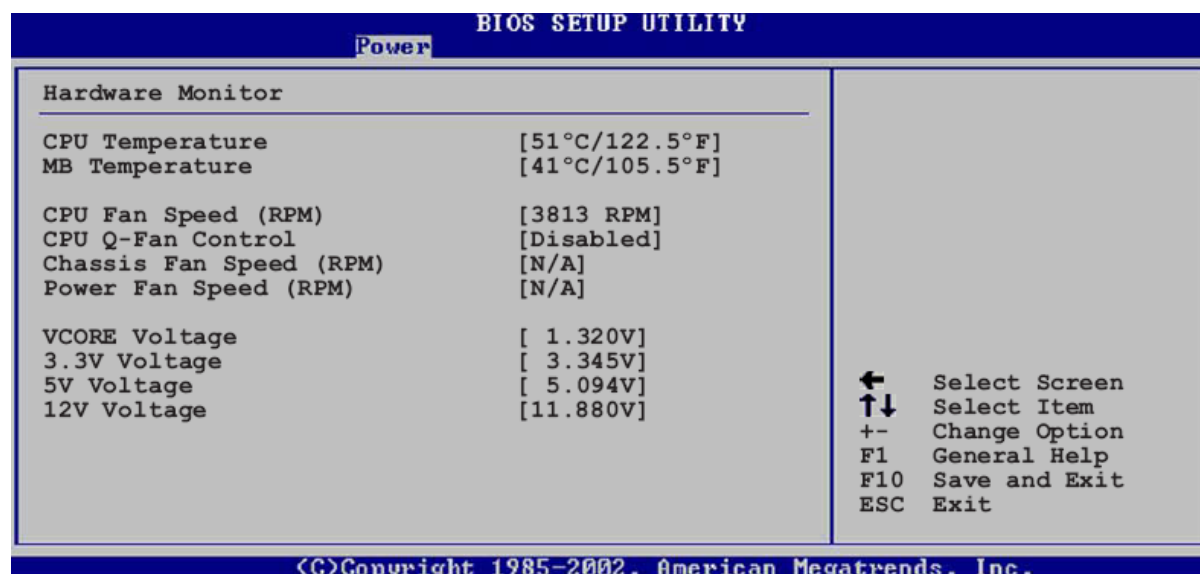 BIOS SETUP UTILITY
Power
Hardware Monitor
CPU Temperature [51°C/122.5°F]
MB Temperature [41°C/105.5°F]
CPU Fan Speed (RPM) [3813 RPM]
CPU Q-Fan Control [Disabled]
Chassis Fan Speed (RPM) [N/A]
Power Fan Speed (RPM) [N/A]
VCORE Voltage [ 1.320V]
3.3V Voltage [ 3.345V]
5V Voltage [ 5.094V]
12V Voltage [11.880V]
← Select Screen
↑↓ Select Item
+- Change Option
F1 General Help
F10 Save and Exit
ESC Exit
(C)Copyright 1985-2002, American Megatrends, Inc.